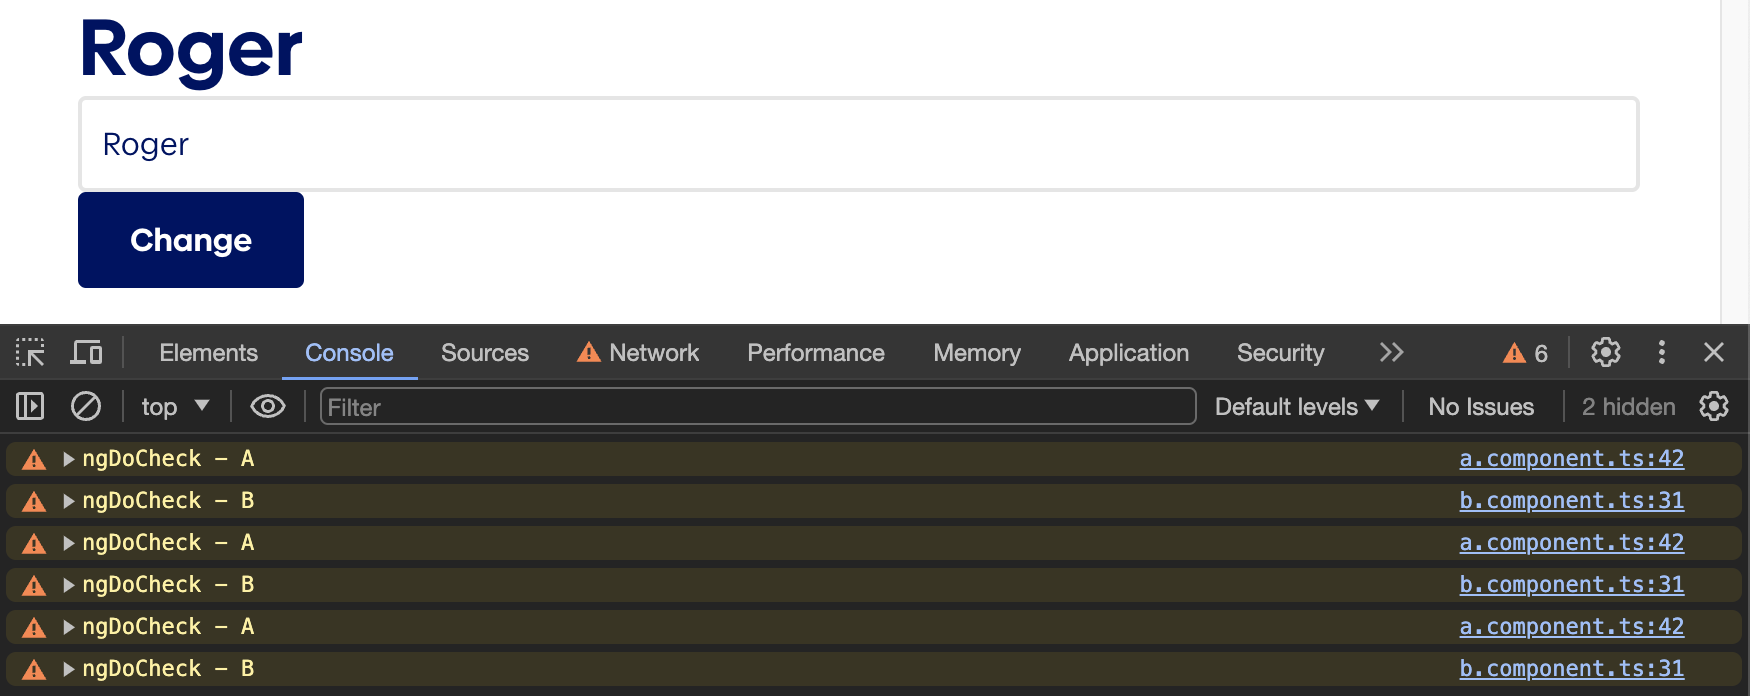 Roger
Roger
Change
Elements Console Sources Network Performance Memory Application Security 6
top Filter Default levels No Issues 2 hidden
ngDoCheck – A a.component.ts:42
ngDoCheck – B b.component.ts:31
ngDoCheck – A a.component.ts:42
ngDoCheck – B b.component.ts:31
ngDoCheck – A a.component.ts:42
ngDoCheck – B b.component.ts:31